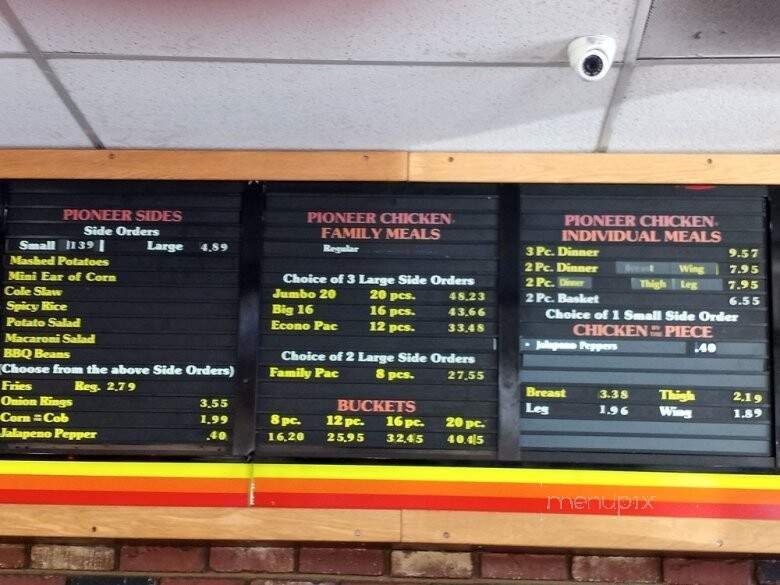 PIONEER SIDES
Side Orders
Small 139 Large 4.89
Mashed Potatoes
Mini Ear of Corn
Cole Slaw
Spicy Rice
Potato Salad
Macaroni Salad
BBQ Beans
(Choose from the above Side Orders)
Fries Reg. 2.79
Onion Rings 3.55
Corn on the Cob 1.99
Jalapeno Pepper .40
PIONEER CHICKEN
FAMILY MEALS
Regular
Choice of 3 Large Side Orders
Jumbo 20 20 pcs. 48.23
Big 16 16 pcs. 43.66
Econo Pac 12 pcs. 33.48
Choice of 2 Large Side Orders
Family Pac 8 pcs. 27.55
BUCKETS
8 pc. 12 pc. 16 pc. 20 pc.
16.20 25.95 32.45 40.45
PIONEER CHICKEN
INDIVIDUAL MEALS
3 Pc. Dinner 9.57
2 Pc. Dinner Breast Wing 7.95
2 Pc. Dinner Thigh Leg 7.95
2 Pc. Basket 6.55
Choice of 1 Small Side Order
CHICKEN BY THE PIECE
Jalapeno Peppers .40
Breast 3.38 Thigh 2.19
Leg 1.96 Wing 1.89
menupix